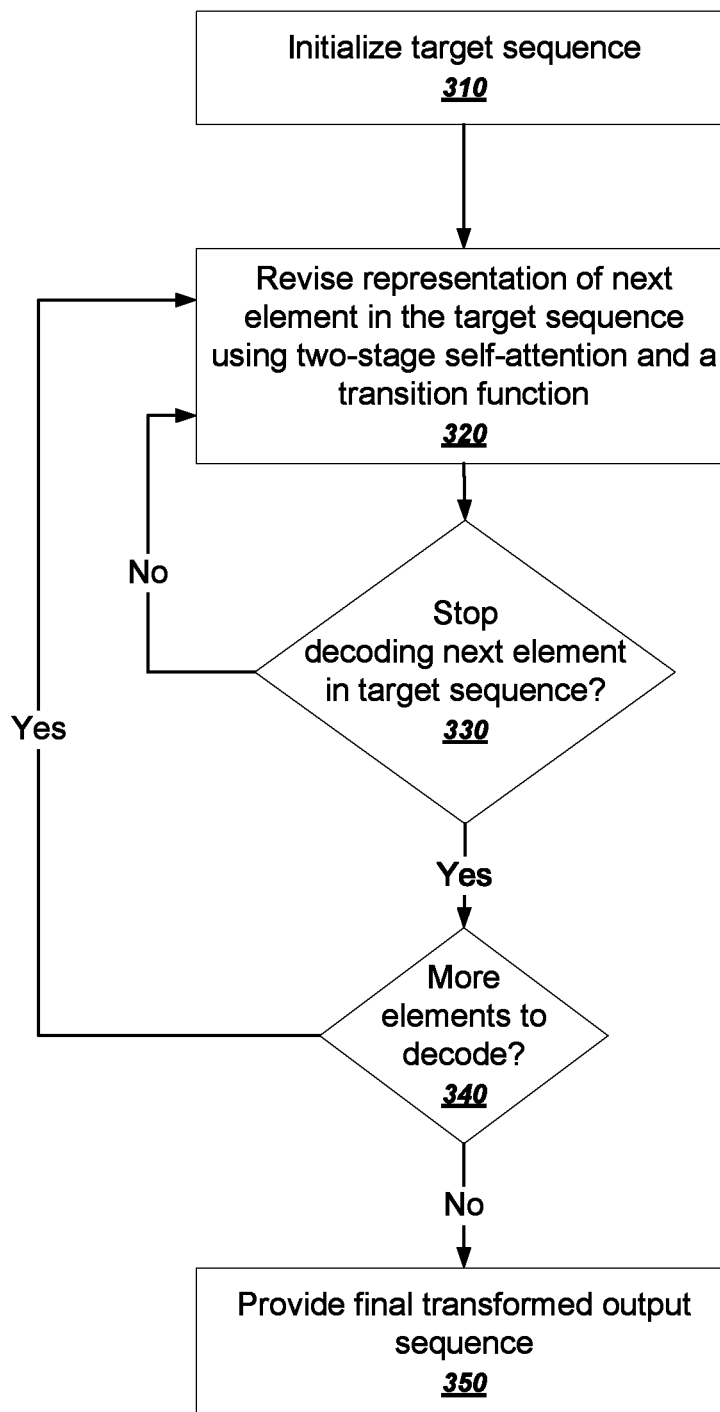 Initialize target sequence
310
Revise representation of next
element in the target sequence
using two-stage self-attention and a
transition function
320
No
Stop
decoding next element
in target sequence?
330
Yes
Yes
More
elements to
decode?
340
No
Provide final transformed output
sequence
350